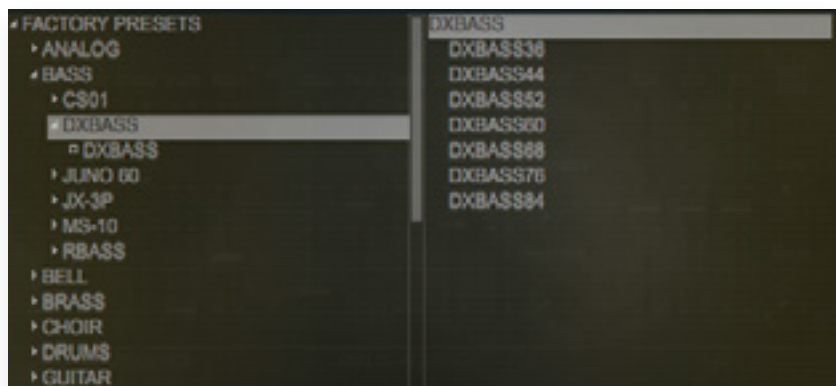 FACTORY PRESETS
ANALOG
BASS
CS01
DXBASS
DXBASS
JUNO 60
JX-3P
MS-10
RBASS
BELL
BRASS
CHOIR
DRUMS
GUITAR
DXBASS
DXBASS36
DXBASS44
DXBASS52
DXBASS60
DXBASS68
DXBASS76
DXBASS84